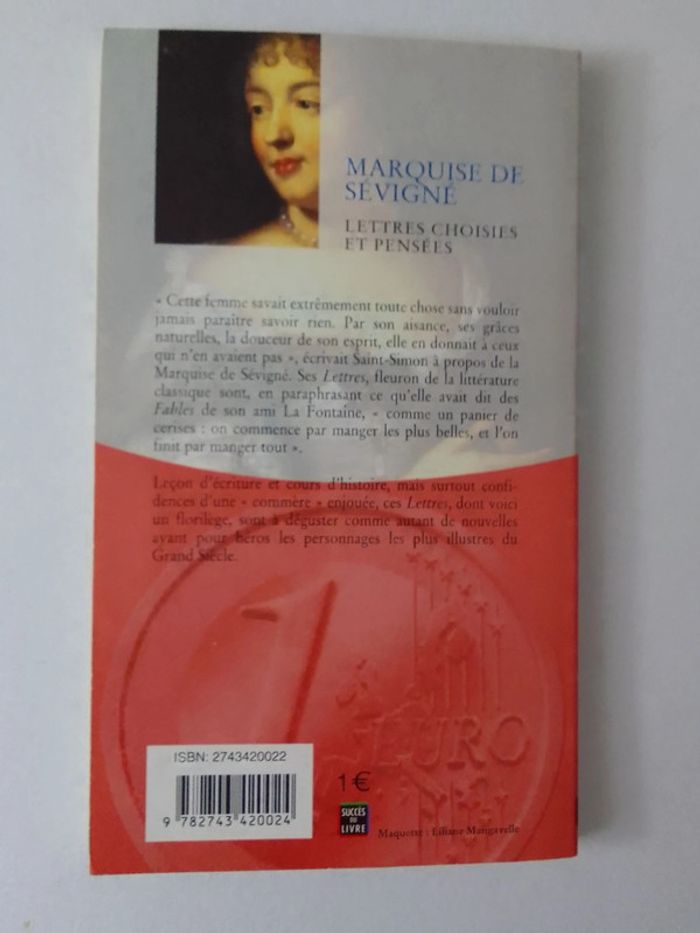 MARQUISE DE
SÉVIGNÉ
LETTRES CHOISIES
ET PENSÉES
« Cette femme savait extrêmement toute chose sans vouloir
jamais paraître savoir rien. Par son aisance, ses grâces
naturelles, la douceur de son esprit, elle en donnait à ceux
qui n'en avaient pas », écrivait Saint-Simon à propos de la
Marquise de Sévigné. Ses Lettres, fleuron de la littérature
classique sont, en paraphrasant ce qu'elle avait dit des
Fables de son ami La Fontaine, « comme un panier de
cerises : on commence par manger les plus belles, et l'on
finit par manger tout ».
Leçon d'écriture et cours d'histoire, mais surtout confi-
dences d'une « commère » enjouée, ces Lettres, dont voici
un florilège, sont à déguster comme autant de nouvelles
ayant pour héros les personnages les plus illustres du
Grand Siècle.
1 EURO
ISBN: 2743420022
9 782743 420024
1 €
SUCCÈS
DU
LIVRE
Maquette : Liliane Mangavelle